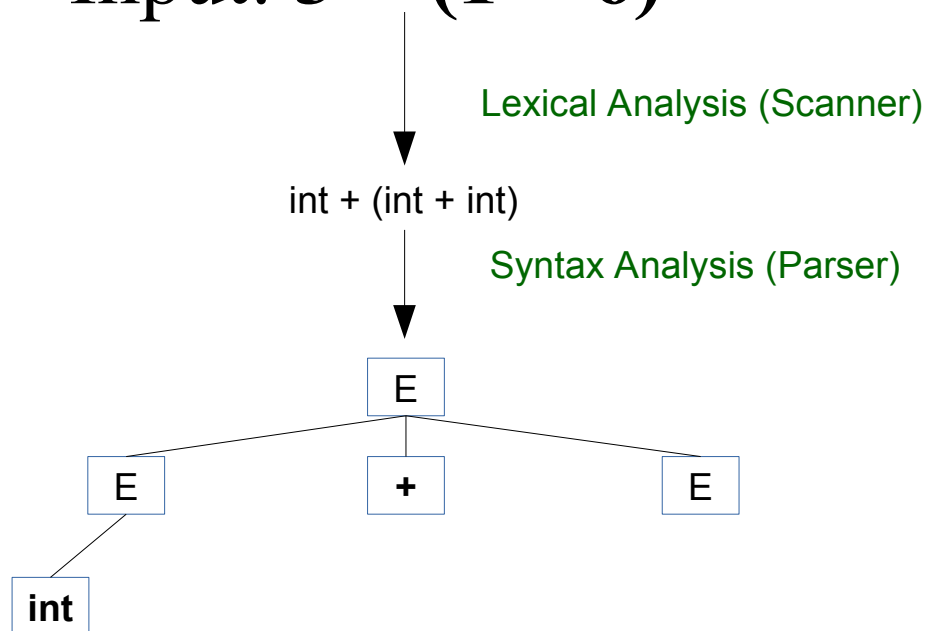 Lexical Analysis (Scanner)
int + (int + int)
Syntax Analysis (Parser)
E
E + E
int